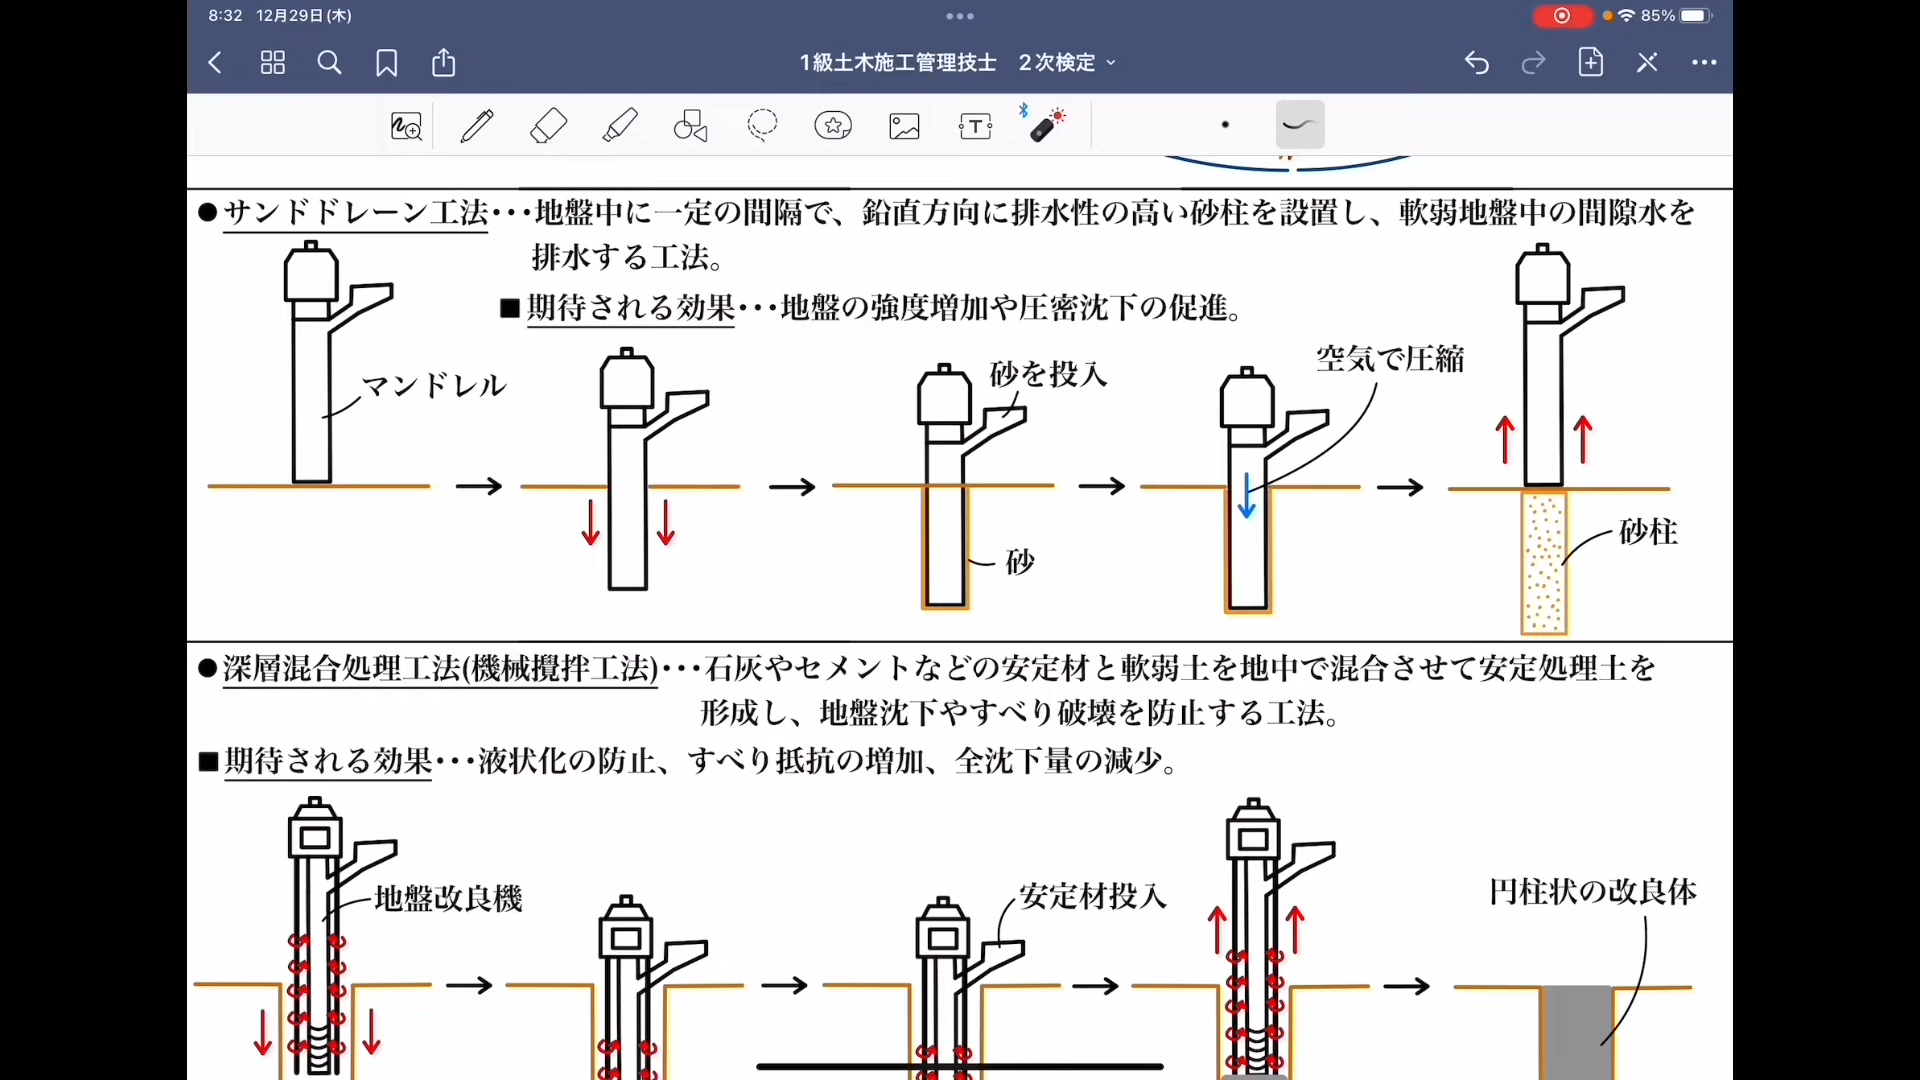 8:32 12月29日(木)
85%
1級土木施工管理技士 2次検定
●サンドドレーン工法･･･地盤中に一定の間隔で、鉛直方向に排水性の高い砂柱を設置し、軟弱地盤中の間隙水を
排水する工法。
■期待される効果･･･地盤の強度増加や圧密沈下の促進。
マンドレル
砂を投入
空気で圧縮
砂
砂柱
●深層混合処理工法(機械攪拌工法)･･･石灰やセメントなどの安定材と軟弱土を地中で混合させて安定処理土を
形成し、地盤沈下やすべり破壊を防止する工法。
■期待される効果･･･液状化の防止、すべり抵抗の増加、全沈下量の減少。
地盤改良機
安定材投入
円柱状の改良体